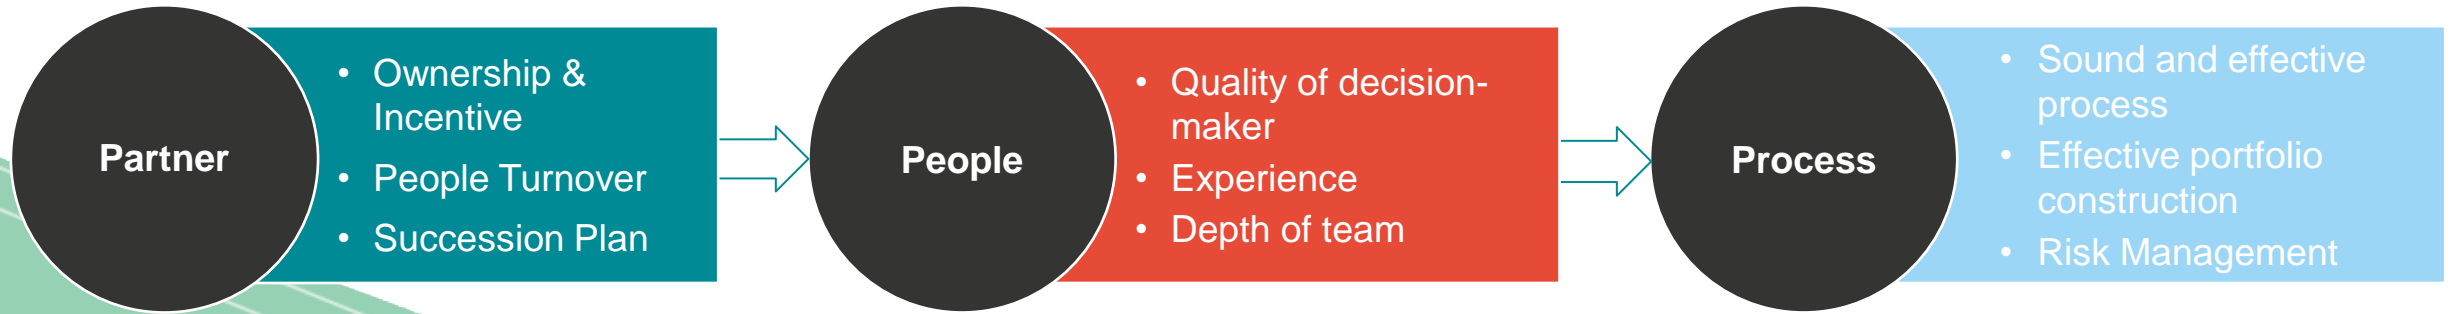 Partner
• Ownership &
Incentive
• People Turnover
• Succession Plan
People
• Quality of decision-
maker
• Experience
• Depth of team
Process
• Sound and effective
process
• Effective portfolio
construction
• Risk Management